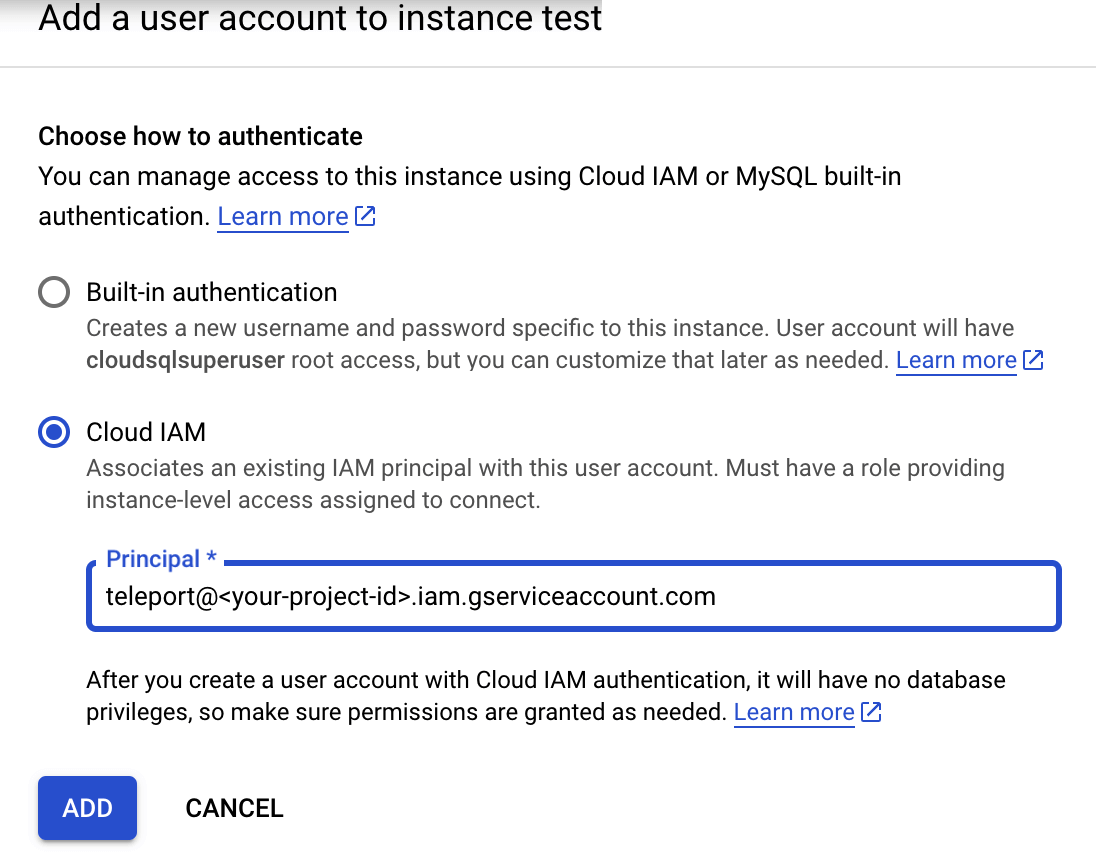 Add a user account to instance test
Choose how to authenticate
You can manage access to this instance using Cloud IAM or MySQL built-in
authentication. Learn more
Built-in authentication
Creates a new username and password specific to this instance. User account will have
cloudsqlsuperuser root access, but you can customize that later as needed. Learn more
Cloud IAM
Associates an existing IAM principal with this user account. Must have a role providing
instance-level access assigned to connect.
Principal *
teleport@<your-project-id>.iam.gserviceaccount.com
After you create a user account with Cloud IAM authentication, it will have no database
privileges, so make sure permissions are granted as needed. Learn more
ADD CANCEL